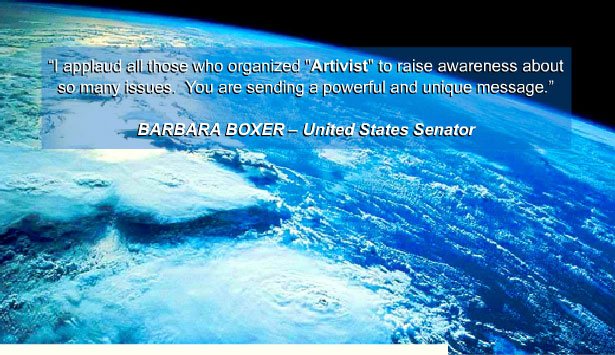 “I applaud all those who organized "Artivist" to raise awareness about
so many issues.  You are sending a powerful and unique message.”
BARBARA BOXER – United States Senator